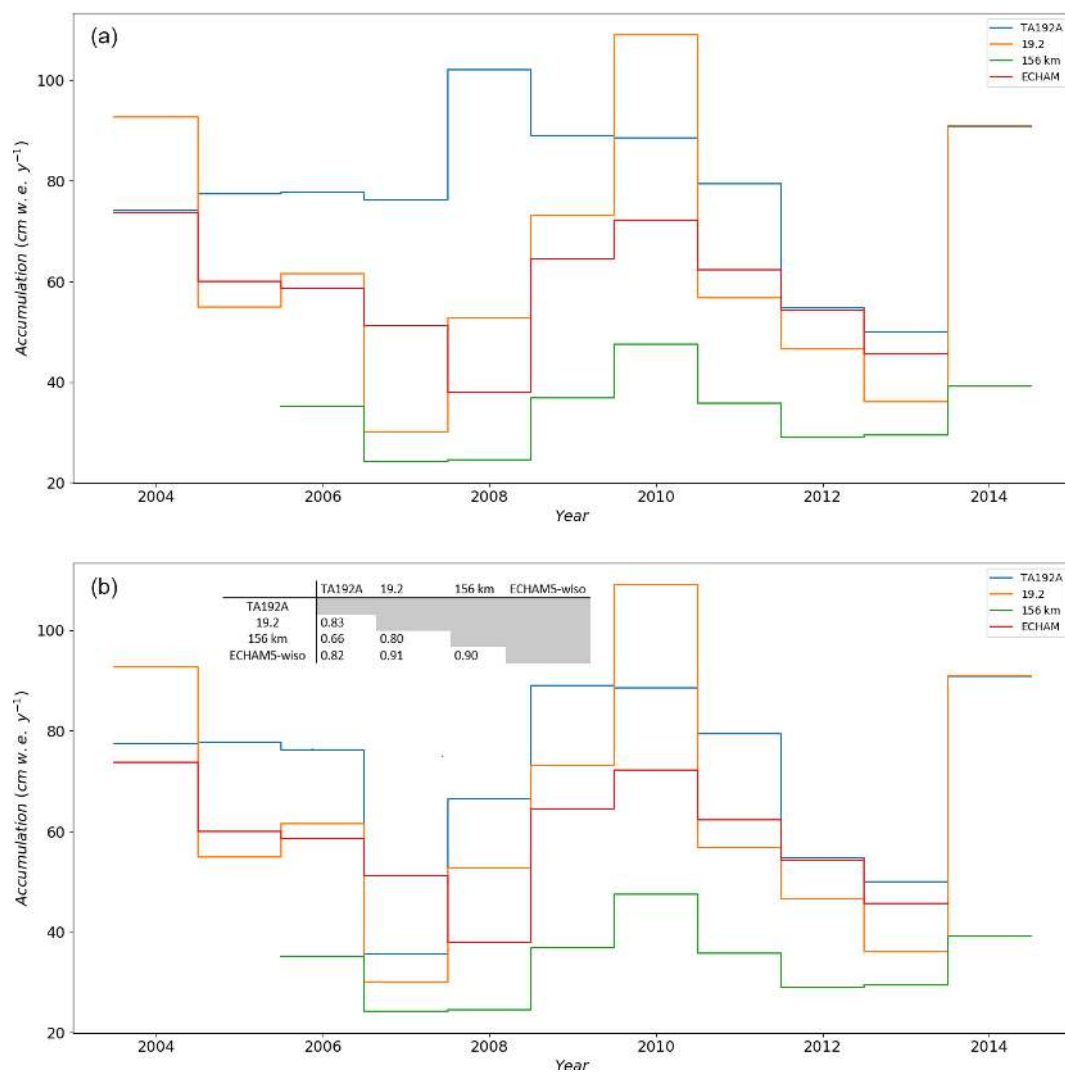 (a)
TA192A
19.2
156 km
ECHAM
100
80
60
40
20
Accumulation (cm w. e. y⁻¹)
2004 2006 2008 2010 2012 2014
Year
(b)
TA192A 19.2 156 km ECHAM5-wiso
TA192A
19.2 0.83
156 km 0.66 0.80
ECHAM5-wiso 0.82 0.91 0.90
TA192A
19.2
156 km
ECHAM
100
80
60
40
20
Accumulation (cm w. e. y⁻¹)
2004 2006 2008 2010 2012 2014
Year